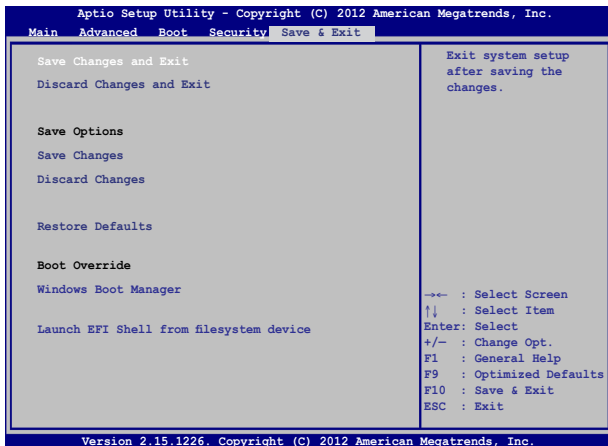 Aptio Setup Utility - Copyright (C) 2012 American Megatrends, Inc.
Main Advanced Boot Security Save & Exit
Save Changes and Exit
Discard Changes and Exit
Save Options
Save Changes
Discard Changes
Restore Defaults
Boot Override
Windows Boot Manager
Launch EFI Shell from filesystem device
Exit system setup
after saving the
changes.
→← : Select Screen
↑↓ : Select Item
Enter: Select
+/— : Change Opt.
F1 : General Help
F9 : Optimized Defaults
F10 : Save & Exit
ESC : Exit
Version 2.15.1226. Copyright (C) 2012 American Megatrends, Inc.